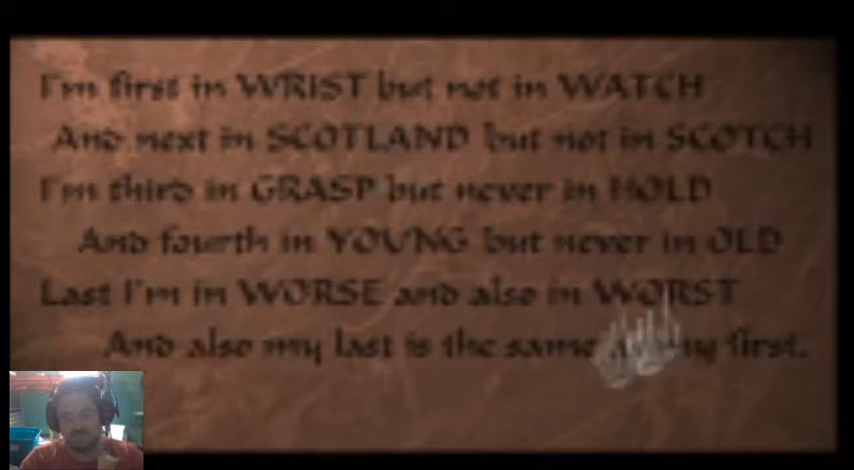 I'm first in WRIST but not in WATCH
And next in SCOTLAND but not in SCOTCH
I'm third in GRASP but never in HOLD
And fourth in YOUNG but never in OLD
Last I'm in WORSE and also in WORST
And also my last is the same my first.